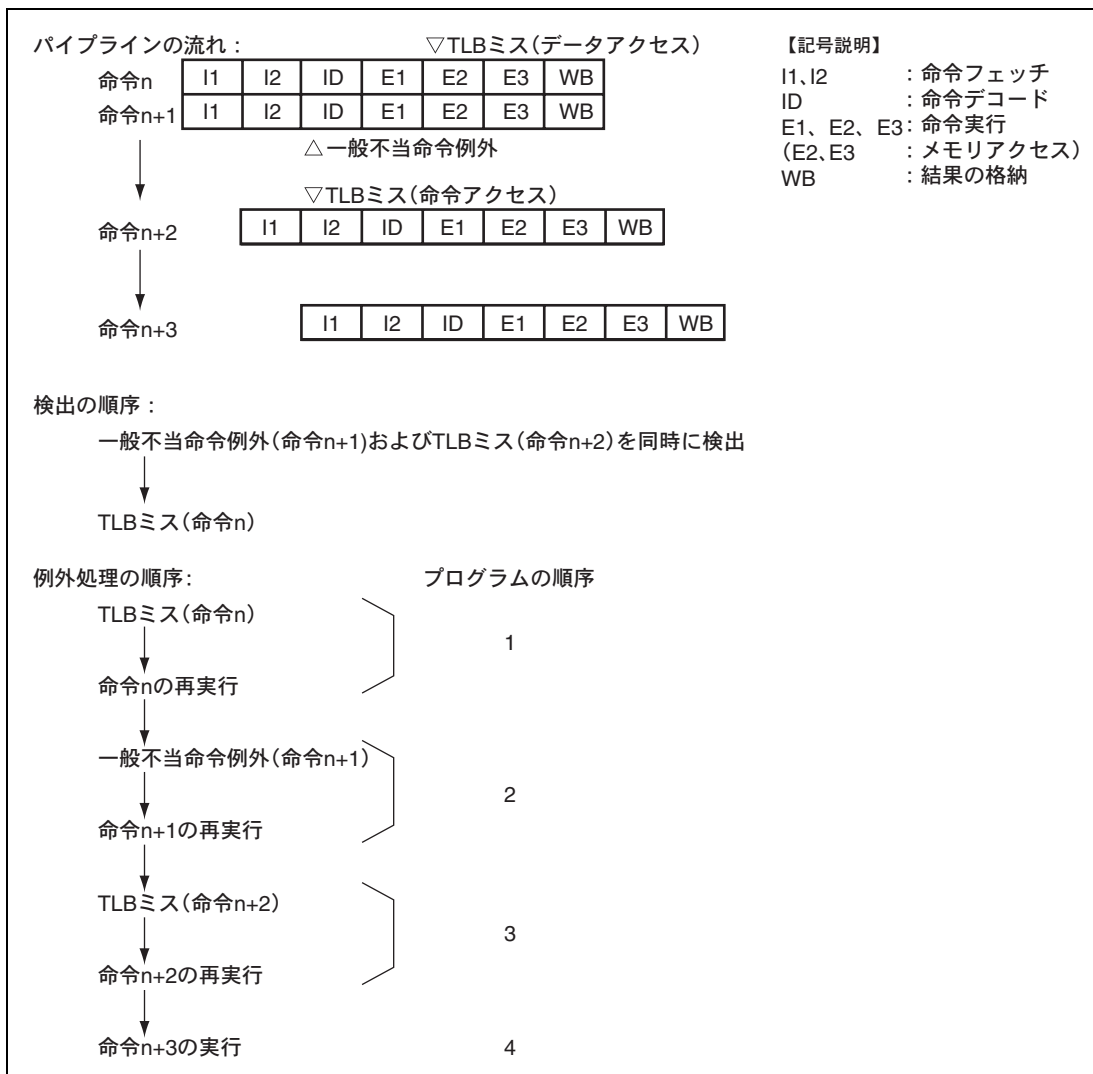 パイプラインの流れ： ▽TLBミス（データアクセス） 【記号説明】
命令n I1 I2 ID E1 E2 E3 WB
命令n+1 I1 I2 ID E1 E2 E3 WB
△一般不当命令例外
I1、I2 ：命令フェッチ
ID ：命令デコード
E1、E2、E3：命令実行
（E2、E3 ：メモリアクセス）
WB ：結果の格納
▽TLBミス（命令アクセス）
命令n+2 I1 I2 ID E1 E2 E3 WB
命令n+3 I1 I2 ID E1 E2 E3 WB
検出の順序：
一般不当命令例外（命令n+1)およびTLBミス（命令n+2）を同時に検出
TLBミス（命令n）
例外処理の順序： プログラムの順序
TLBミス（命令n）
1
命令nの再実行
一般不当命令例外（命令n+1）
2
命令n+1の再実行
TLBミス（命令n+2）
3
命令n+2の再実行
命令n+3の実行 4